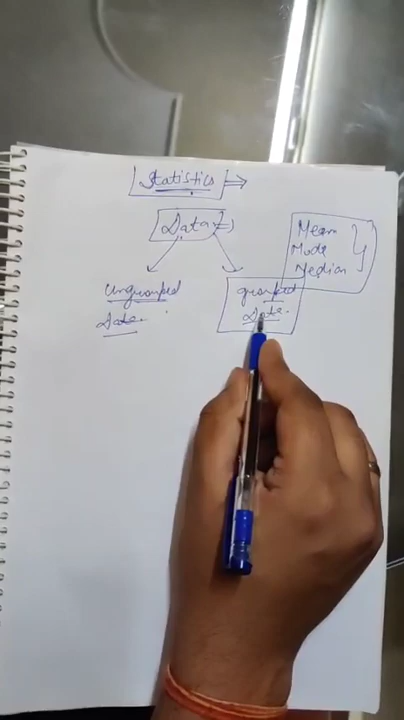 Statistics ⇒
Data ⇒
Mean
Mode
Median
Ungrouped
Data.
grouped
Data.